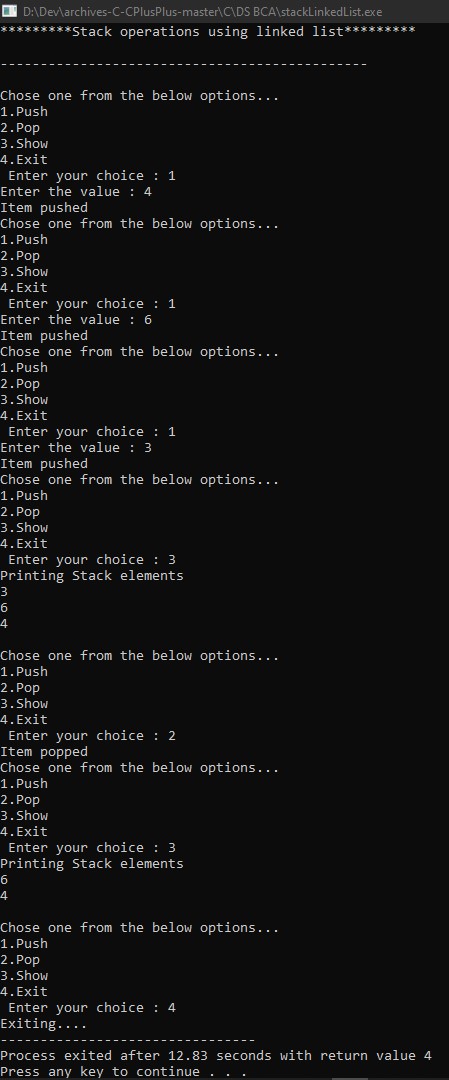 D:\Dev\archives-C-CPlusPlus-master\C\DS BCA\stackLinkedList.exe
*********Stack operations using linked list*********
----------------------------------------------
Chose one from the below options...
1.Push
2.Pop
3.Show
4.Exit
 Enter your choice : 1
Enter the value : 4
Item pushed
Chose one from the below options...
1.Push
2.Pop
3.Show
4.Exit
 Enter your choice : 1
Enter the value : 6
Item pushed
Chose one from the below options...
1.Push
2.Pop
3.Show
4.Exit
 Enter your choice : 1
Enter the value : 3
Item pushed
Chose one from the below options...
1.Push
2.Pop
3.Show
4.Exit
 Enter your choice : 3
Printing Stack elements
3
6
4
Chose one from the below options...
1.Push
2.Pop
3.Show
4.Exit
 Enter your choice : 2
Item popped
Chose one from the below options...
1.Push
2.Pop
3.Show
4.Exit
 Enter your choice : 3
Printing Stack elements
6
4
Chose one from the below options...
1.Push
2.Pop
3.Show
4.Exit
 Enter your choice : 4
Exiting....
--------------------------------
Process exited after 12.83 seconds with return value 4
Press any key to continue . . .